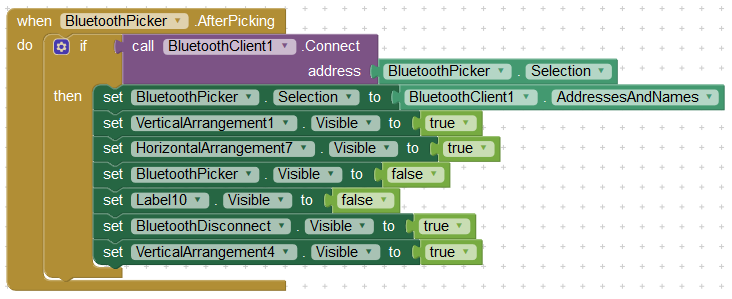 when BluetoothPicker .AfterPicking
do if call BluetoothClient1 .Connect
address BluetoothPicker . Selection
then set BluetoothPicker . Selection to BluetoothClient1 . AddressesAndNames
set VerticalArrangement1 . Visible to true
set HorizontalArrangement7 . Visible to true
set BluetoothPicker . Visible to false
set Label10 . Visible to false
set BluetoothDisconnect . Visible to true
set VerticalArrangement4 . Visible to true